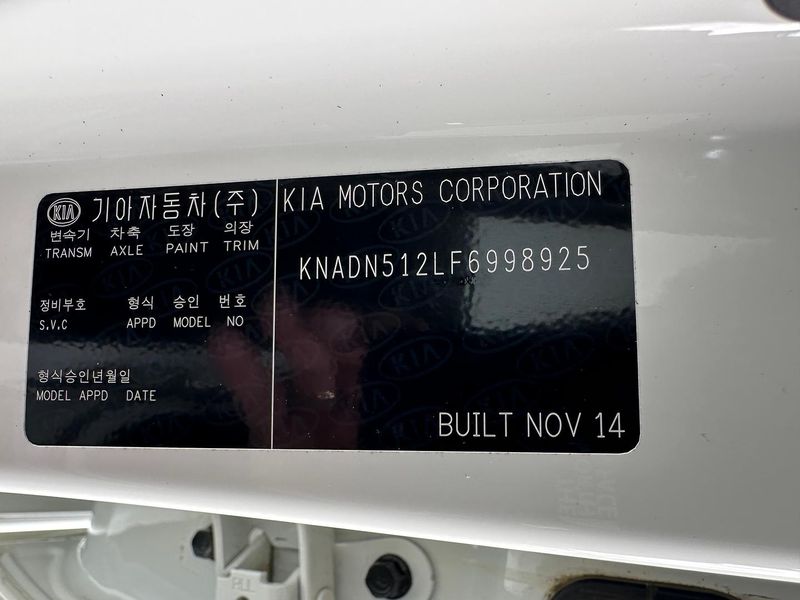 KIA 기아자동차(주)
변속기 차축 도장 의장
TRANSM AXLE PAINT TRIM
정비부호 형식 승인 번호
S.V.C APPD MODEL NO
형식승인년월일
MODEL APPD DATE
KIA MOTORS CORPORATION
KNADN512LF6998925
BUILT NOV 14